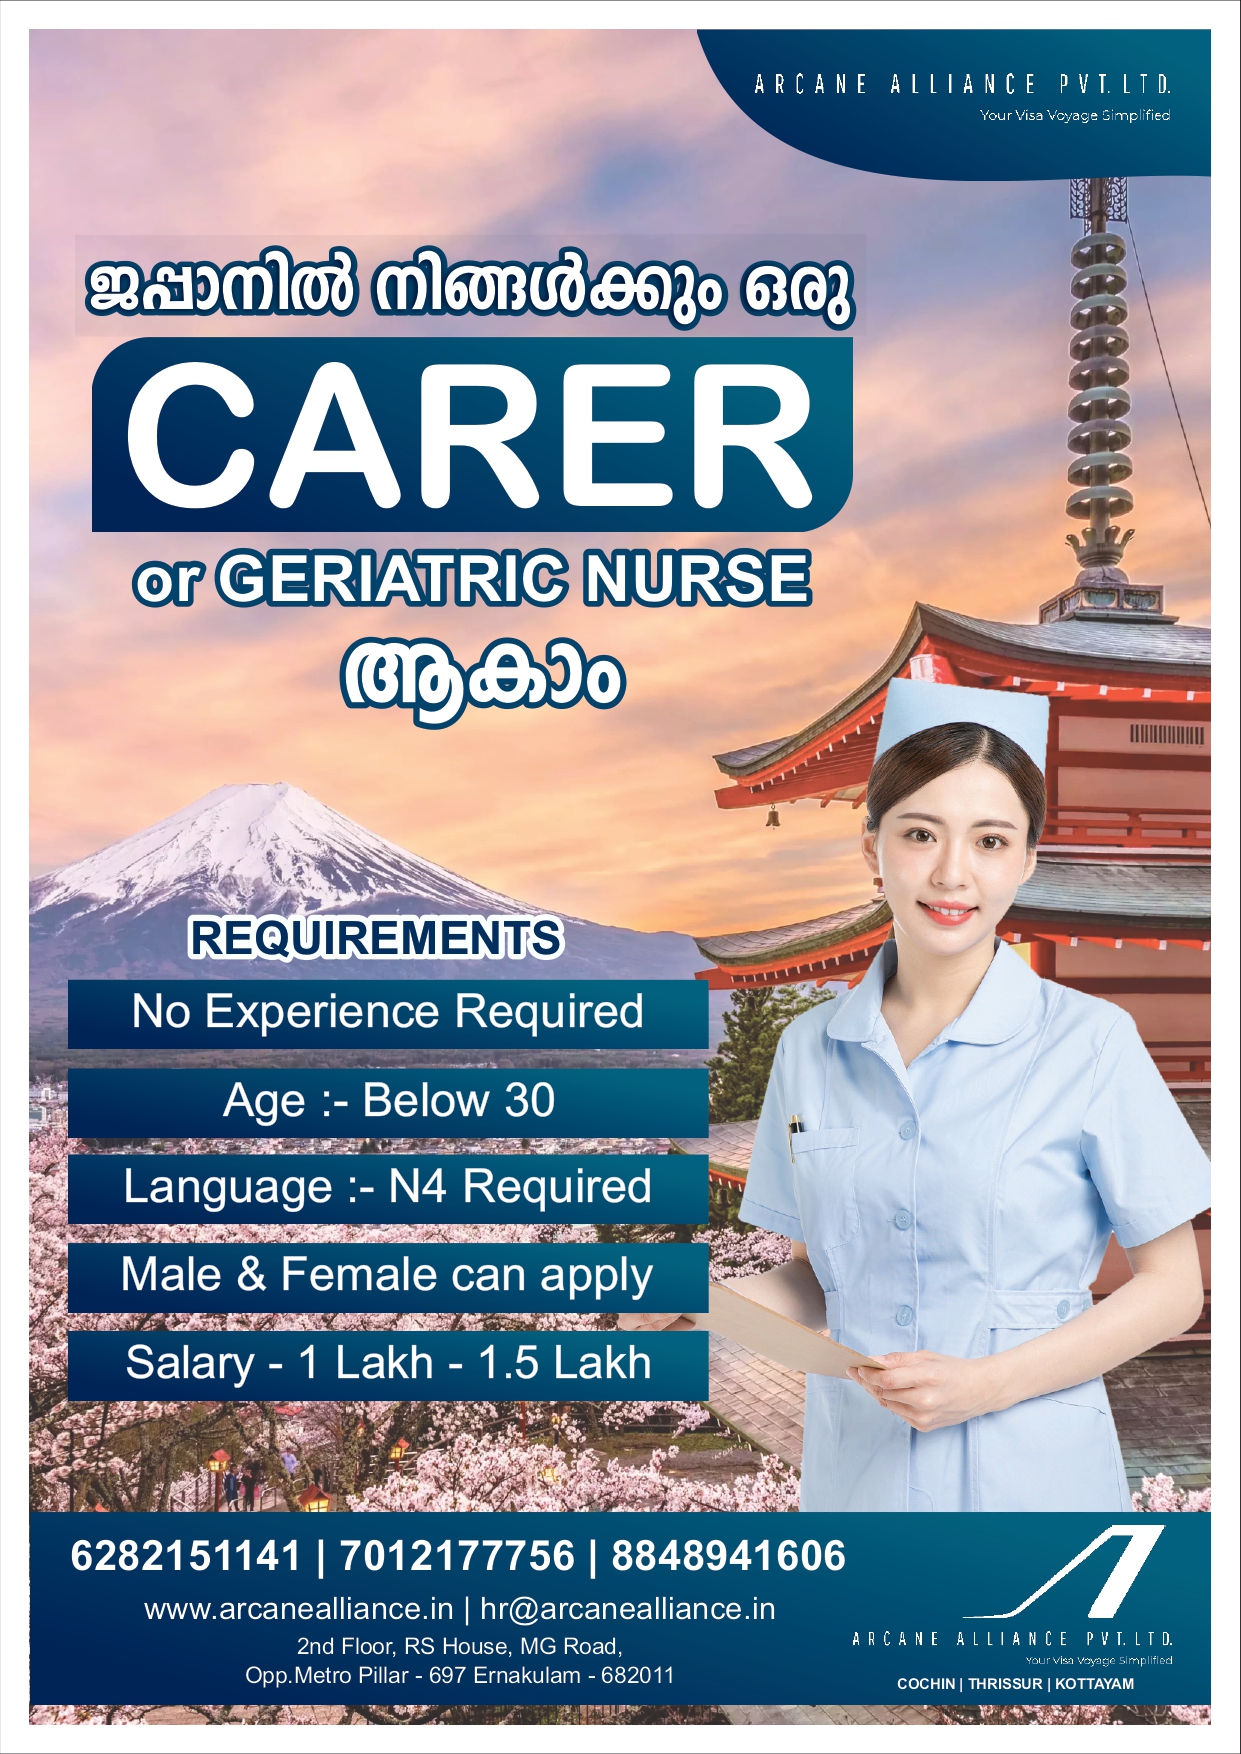 ARCANE ALLIANCE PVT. LTD.
Your Visa Voyage Simplified
ജപ്പാനിൽ നിങ്ങൾക്കും ഒരു
CARER
or GERIATRIC NURSE
ആകാം
REQUIREMENTS
No Experience Required
Age :- Below 30
Language :- N4 Required
Male & Female can apply
Salary - 1 Lakh - 1.5 Lakh
6282151141 | 7012177756 | 8848941606
www.arcanealliance.in | hr@arcanealliance.in
2nd Floor, RS House, MG Road,
Opp.Metro Pillar - 697 Ernakulam - 682011
ARCANE ALLIANCE PVT. LTD.
Your Visa Voyage Simplified
COCHIN | THRISSUR | KOTTAYAM